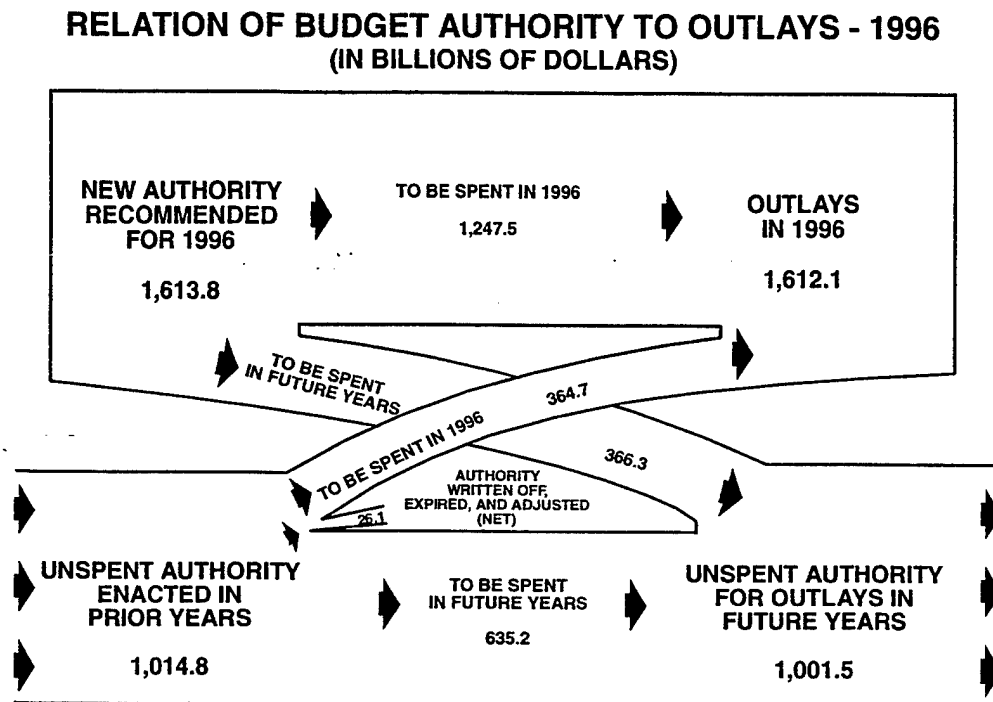 RELATION OF BUDGET AUTHORITY TO OUTLAYS - 1996
(IN BILLIONS OF DOLLARS)
NEW AUTHORITY
RECOMMENDED
FOR 1996
1,613.8
TO BE SPENT IN 1996
1,247.5
OUTLAYS
IN 1996
1,612.1
TO BE SPENT
IN FUTURE YEARS
364.7
TO BE SPENT IN 1996
366.3
AUTHORITY
WRITTEN OFF,
EXPIRED, AND ADJUSTED
(NET)
26.1
UNSPENT AUTHORITY
ENACTED IN
PRIOR YEARS
1,014.8
TO BE SPENT
IN FUTURE YEARS
635.2
UNSPENT AUTHORITY
FOR OUTLAYS IN
FUTURE YEARS
1,001.5